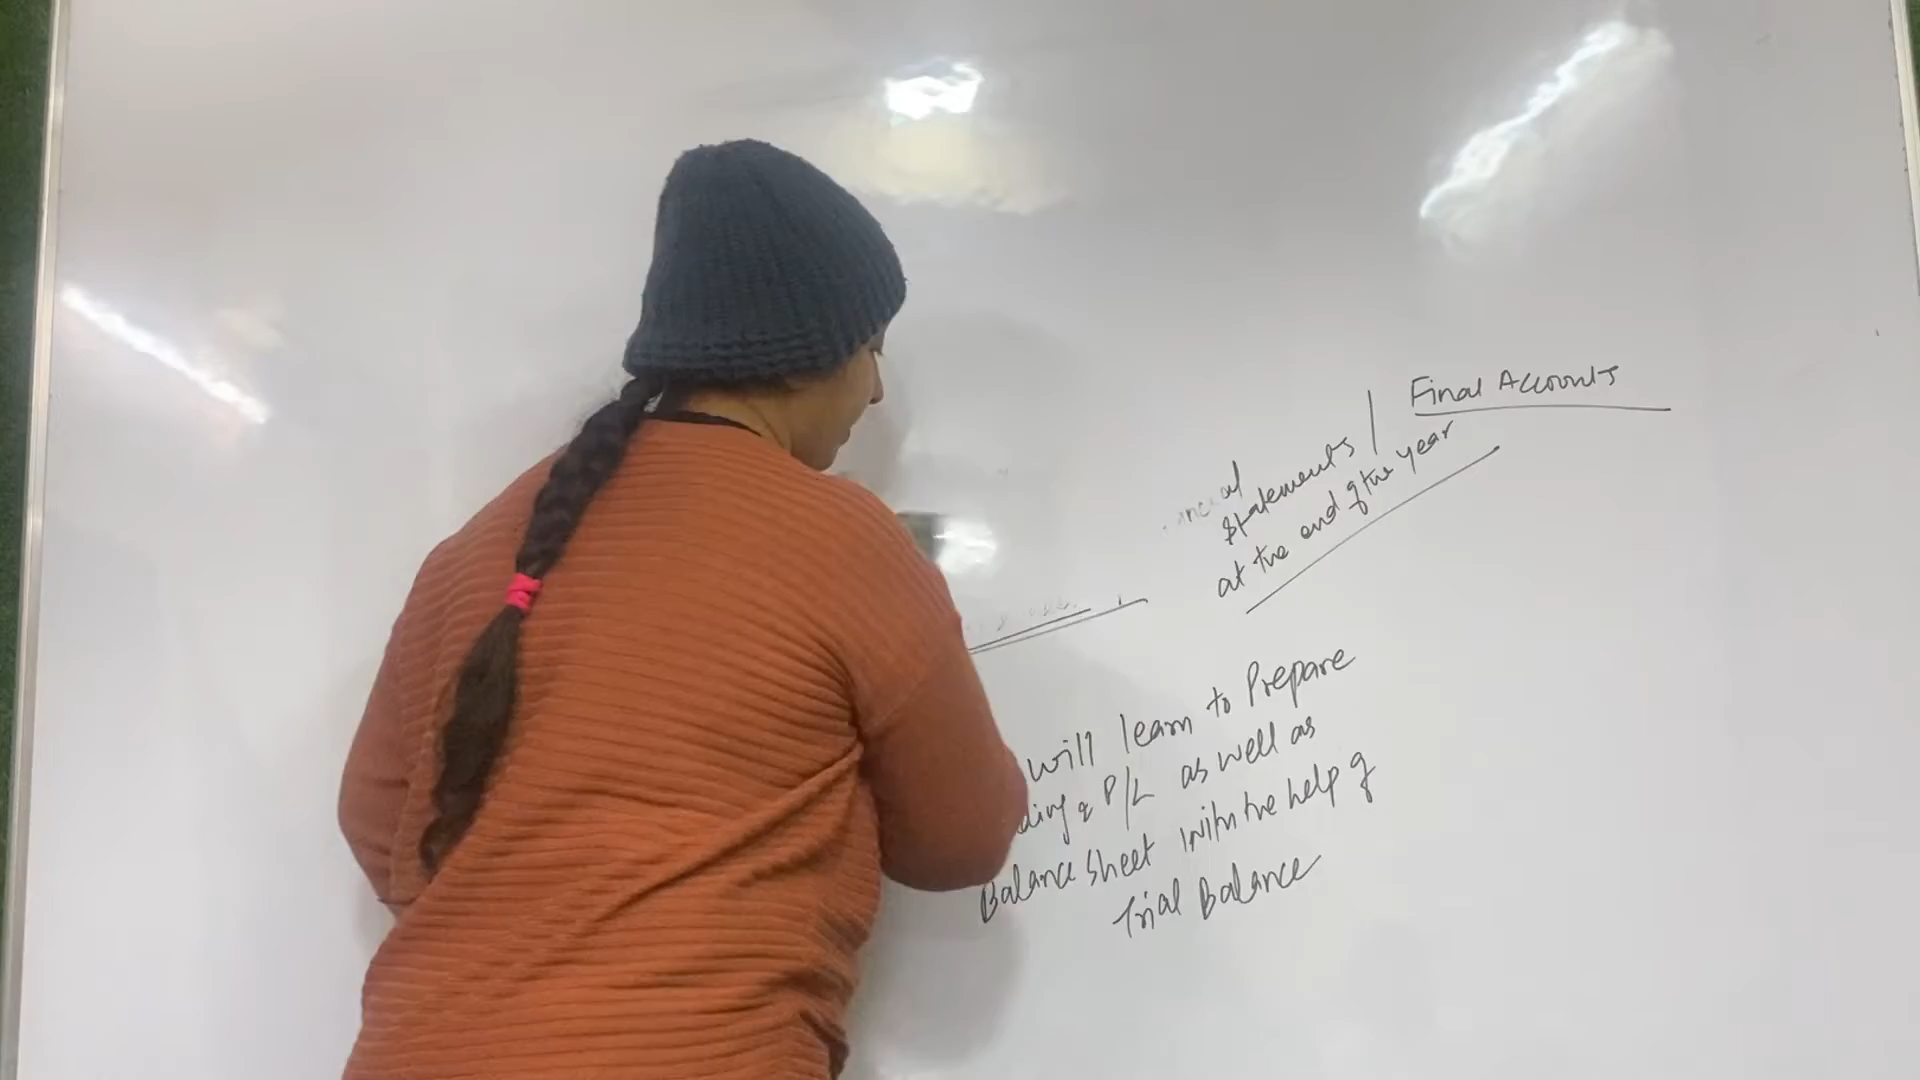 Final Accounts
statements /
at the end of the year
will learn to Prepare
& P/L as well as
Balance Sheet with the help of
Trial Balance